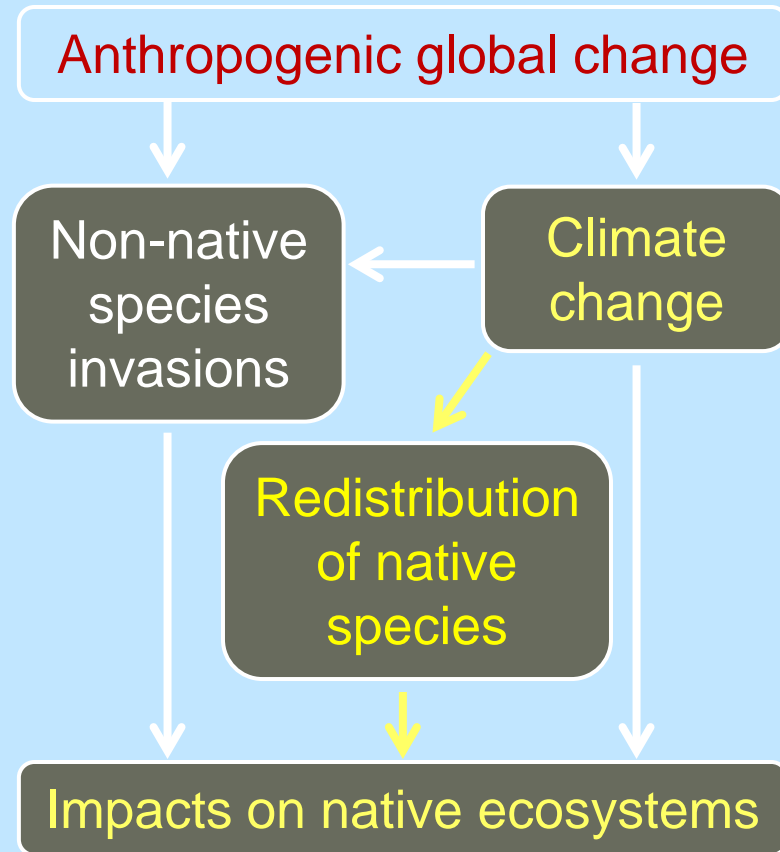 Anthropogenic global change
Non-native
species
invasions
Climate
change
Redistribution
of native
species
Impacts on native ecosystems